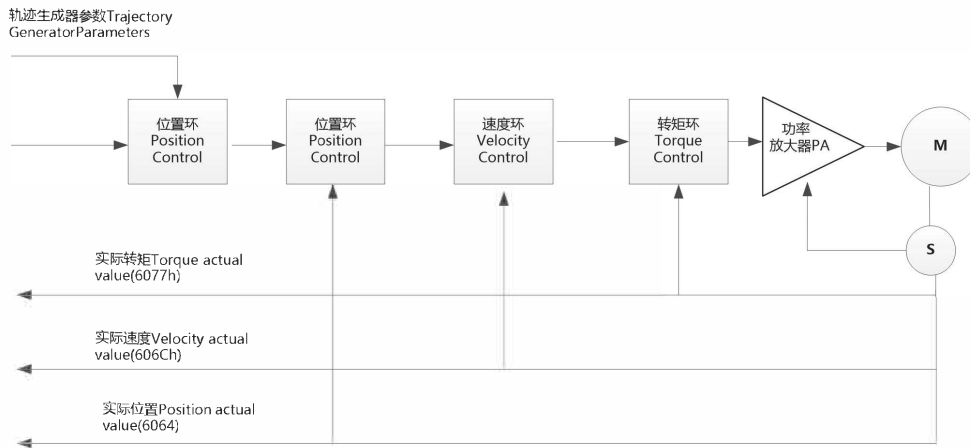 轨迹生成器参数Trajectory
GeneratorParameters
位置环
Position
Control
位置环
Position
Control
速度环
Velocity
Control
转矩环
Torque
Control
功率
放大器PA
M
S
实际转矩Torque actual
value(6077h)
实际速度Velocity actual
value(606Ch)
实际位置Position actual
value(6064)